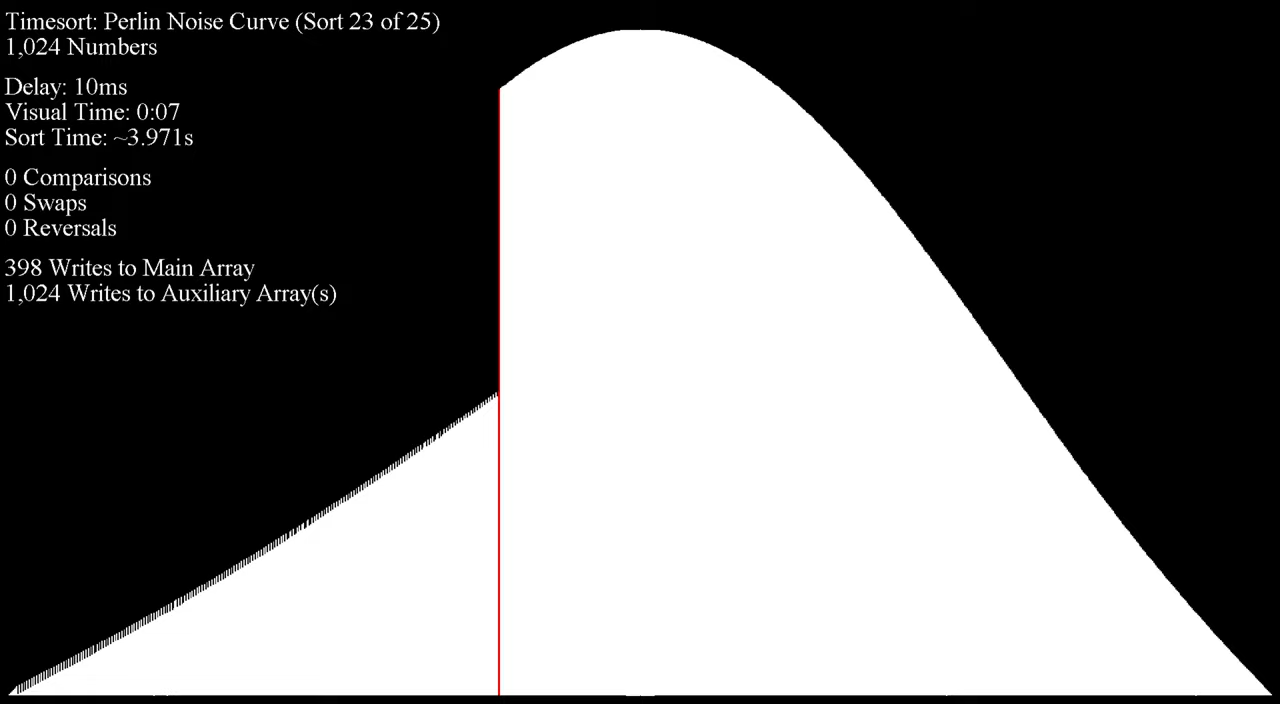 Timesort: Perlin Noise Curve (Sort 23 of 25)
1,024 Numbers
Delay: 10ms
Visual Time: 0:07
Sort Time: ~3.971s
0 Comparisons
0 Swaps
0 Reversals
398 Writes to Main Array
1,024 Writes to Auxiliary Array(s)